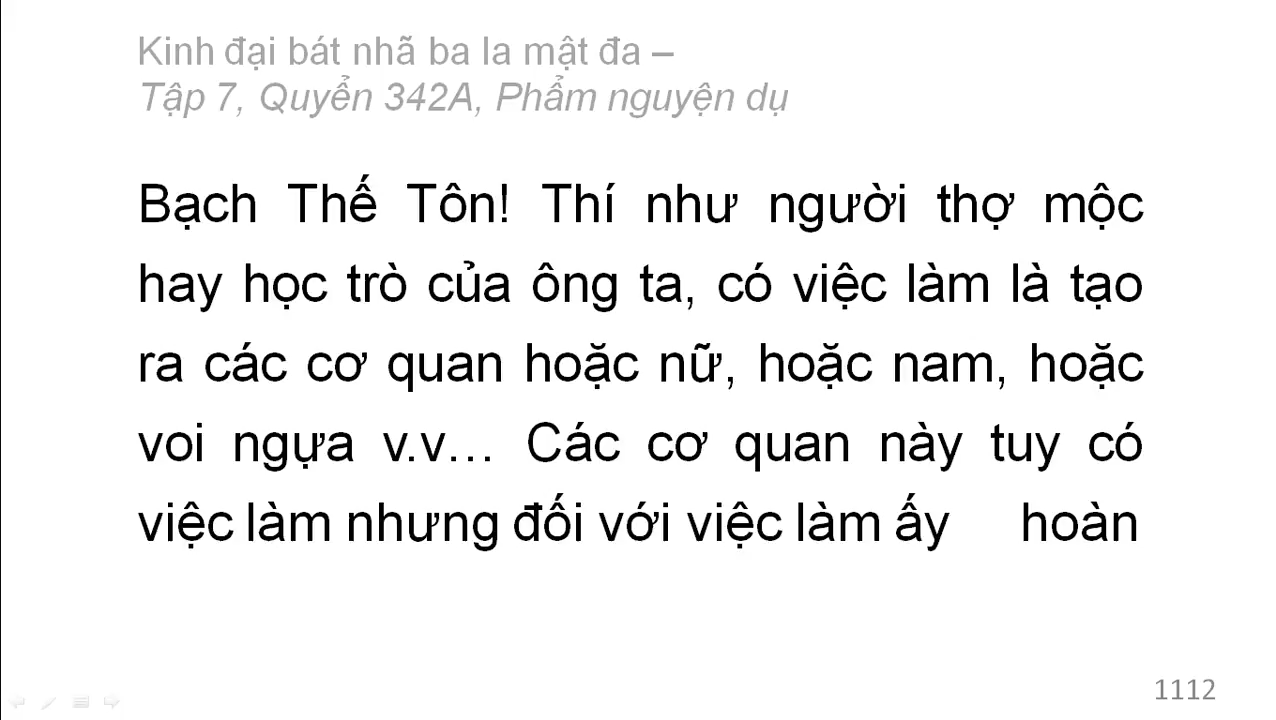 Kinh đại bát nhã ba la mật đa –
Tập 7, Quyển 342A, Phẩm nguyện dụ
Bạch Thế Tôn! Thí như người thợ mộc
hay học trò của ông ta, có việc làm là tạo
ra các cơ quan hoặc nữ, hoặc nam, hoặc
voi ngựa v.v… Các cơ quan này tuy có
việc làm nhưng đối với việc làm ấy hoàn
1112